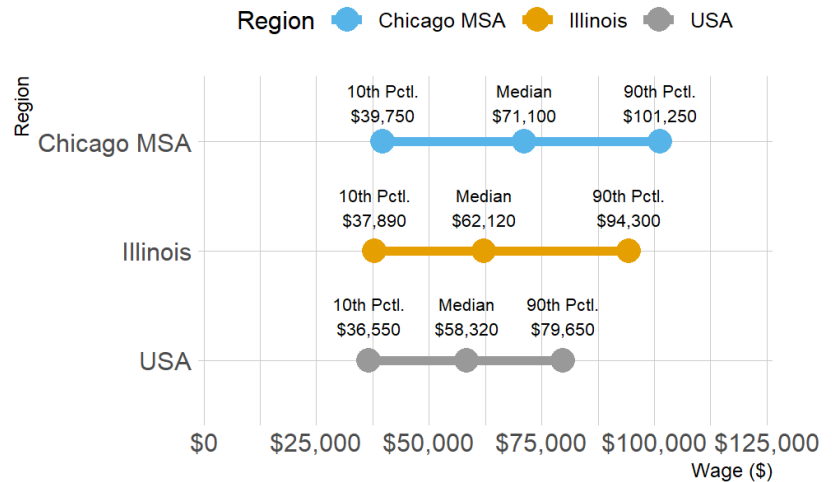 Region Chicago MSA Illinois USA
Region
10th Pctl. Median 90th Pctl.
$39,750 $71,100 $101,250
Chicago MSA
10th Pctl. Median 90th Pctl.
$37,890 $62,120 $94,300
Illinois
10th Pctl. Median 90th Pctl.
$36,550 $58,320 $79,650
USA
$0 $25,000 $50,000 $75,000 $100,000 $125,000
Wage ($)